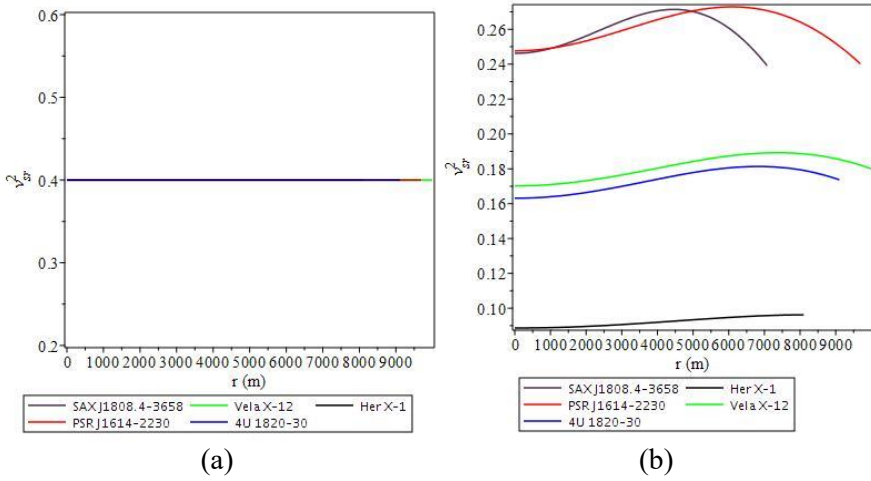 0.6
0.5
0.4
0.3
0.2
v²sr
0 1000 2000 3000 4000 5000 6000 7000 8000 9000
r (m)
SAX J1808.4-3658 Vela X-12 Her X-1
PSR J1614-2230 4U 1820-30
(a)
0.26
0.24
0.22
0.20
0.18
0.16
0.14
0.12
0.10
v²sr
0 1000 2000 3000 4000 5000 6000 7000 8000 9000
r (m)
SAX J1808.4-3658 Her X-1
PSR J1614-2230 Vela X-12
4U 1820-30
(b)